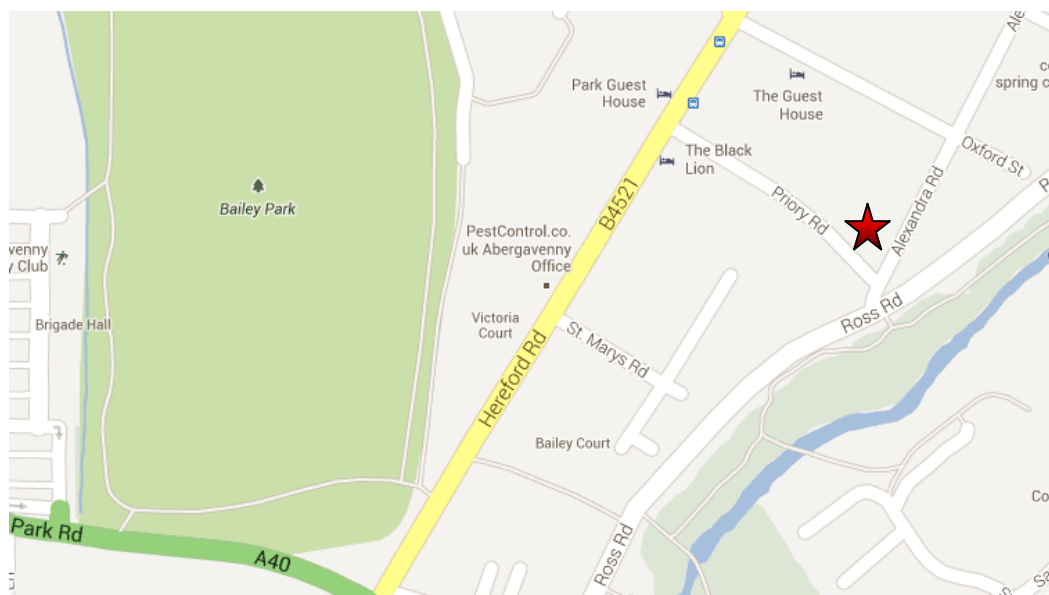 Park Guest
House
The Guest
House
spring c
The Black
Lion
Oxford St
Alexandra Rd
Priory Rd
Bailey Park
B4521
PestControl.co.
uk Abergavenny
Office
venny
y Club
Brigade Hall
Victoria
Court
St. Marys Rd
Ross Rd
Hereford Rd
Bailey Court
Park Rd
A40
Ross Rd